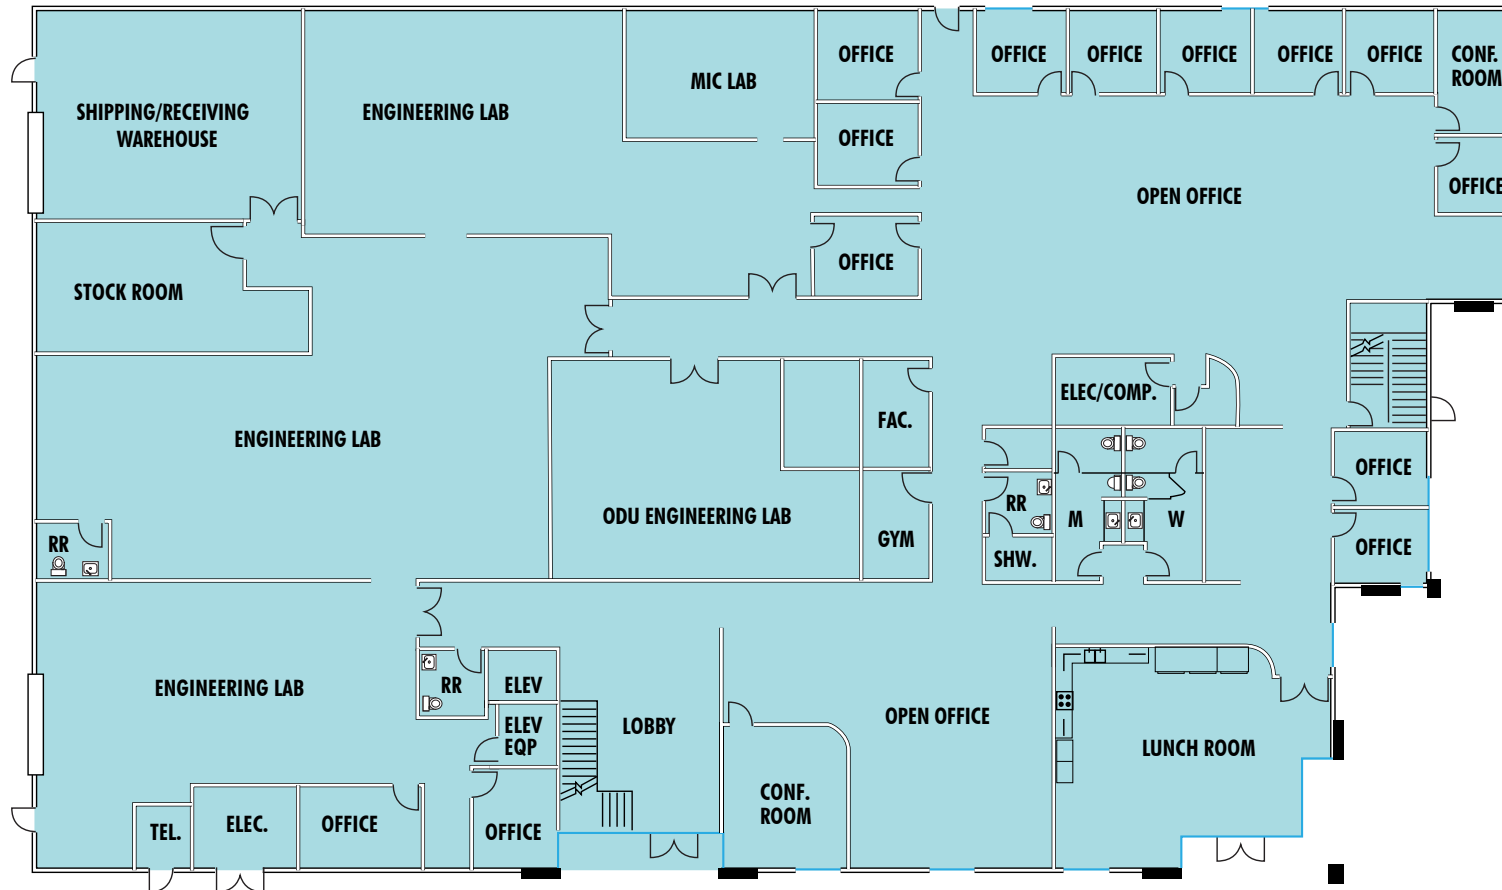 OFFICE
OFFICE
OFFICE
OFFICE
OFFICE
OFFICE
CONF.
ROOM
MIC LAB
SHIPPING/RECEIVING
WAREHOUSE
ENGINEERING LAB
OFFICE
OFFICE
OPEN OFFICE
OFFICE
STOCK ROOM
ELEC/COMP.
FAC.
ENGINEERING LAB
OFFICE
RR
ODU ENGINEERING LAB
M
W
GYM
RR
SHW.
OFFICE
ENGINEERING LAB
RR
ELEV
ELEV
EQP
LOBBY
OPEN OFFICE
LUNCH ROOM
CONF.
ROOM
TEL.
ELEC.
OFFICE
OFFICE